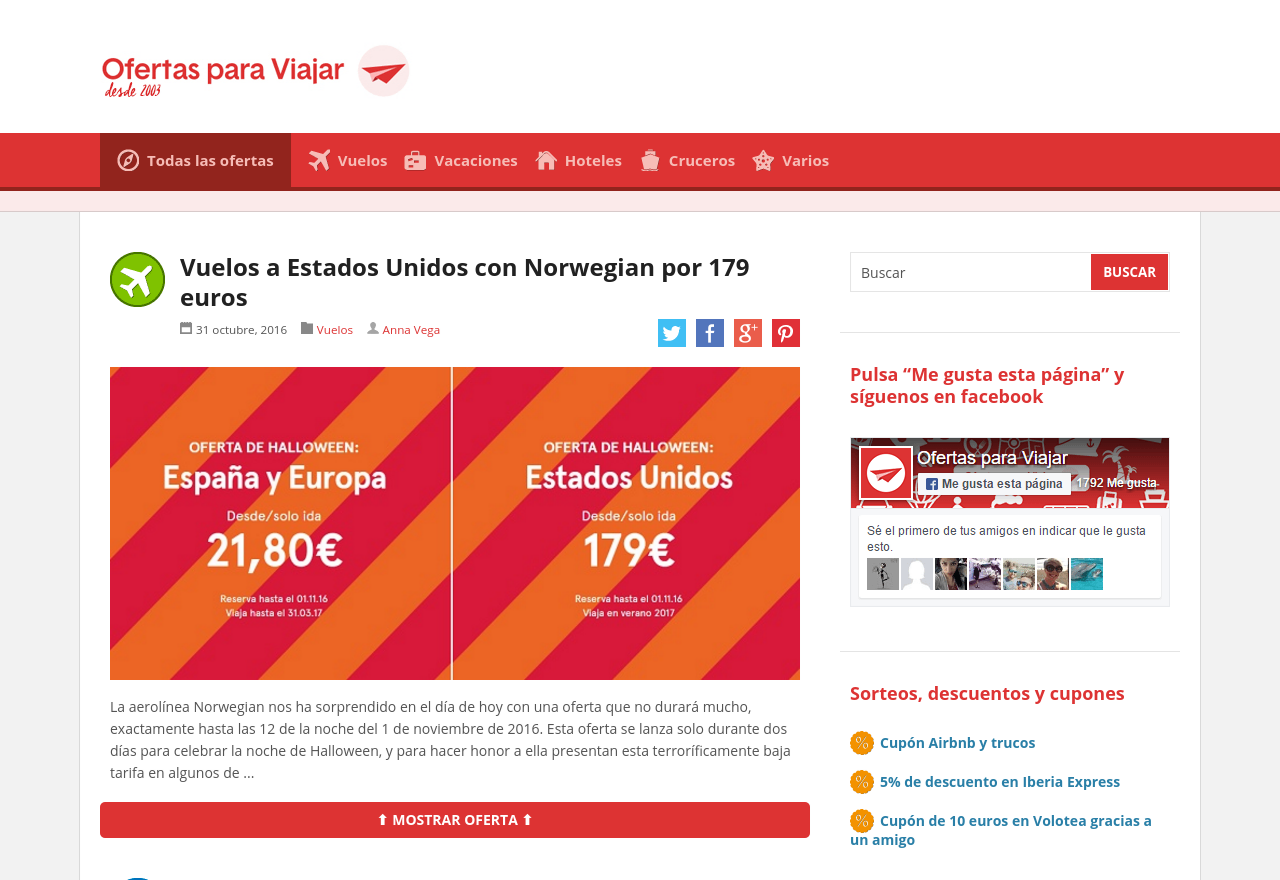 Ofertas para Viajar
desde 2003
Todas las ofertas
Vuelos
Vacaciones
Hoteles
Cruceros
Varios
Vuelos a Estados Unidos con Norwegian por 179
euros
31 octubre, 2016 Vuelos Anna Vega
OFERTA DE HALLOWEEN:
España y Europa
Desde/solo ida
21,80€
Reserva hasta el 01.11.16
Viaja hasta el 31.03.17
OFERTA DE HALLOWEEN:
Estados Unidos
Desde/solo ida
179€
Reserva hasta el 01.11.16
Viaja en verano 2017
La aerolínea Norwegian nos ha sorprendido en el día de hoy con una oferta que no durará mucho,
exactamente hasta las 12 de la noche del 1 de noviembre de 2016. Esta oferta se lanza solo durante dos
días para celebrar la noche de Halloween, y para hacer honor a ella presentan esta terroríficamente baja
tarifa en algunos de ...
⬆ MOSTRAR OFERTA ⬆
Buscar
BUSCAR
Pulsa “Me gusta esta página” y
síguenos en facebook
Ofertas para Viajar
Me gusta esta página
1792 Me gusta
Sé el primero de tus amigos en indicar que le gusta
esto.
Sorteos, descuentos y cupones
Cupón Airbnb y trucos
5% de descuento en Iberia Express
Cupón de 10 euros en Volotea gracias a
un amigo